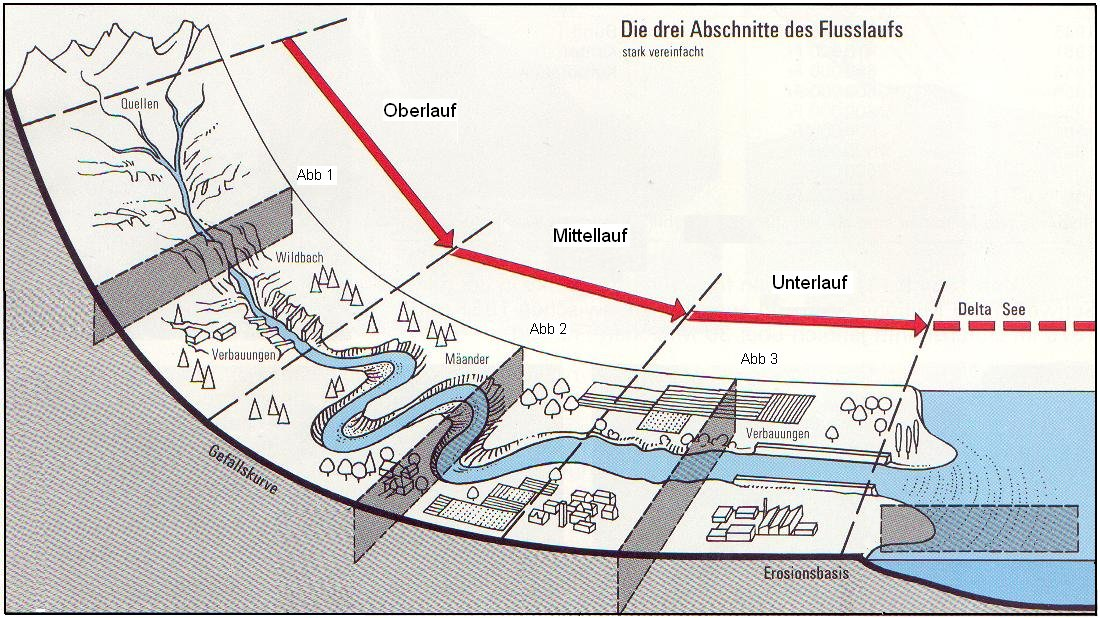 Die drei Abschnitte des Flusslaufs
stark vereinfacht
Quellen
Oberlauf
Abb 1
Mittellauf
Wildbach
Unterlauf
Delta See
Abb 2
Verbauungen
Mäander
Abb 3
Verbauungen
Gefällskurve
Erosionsbasis